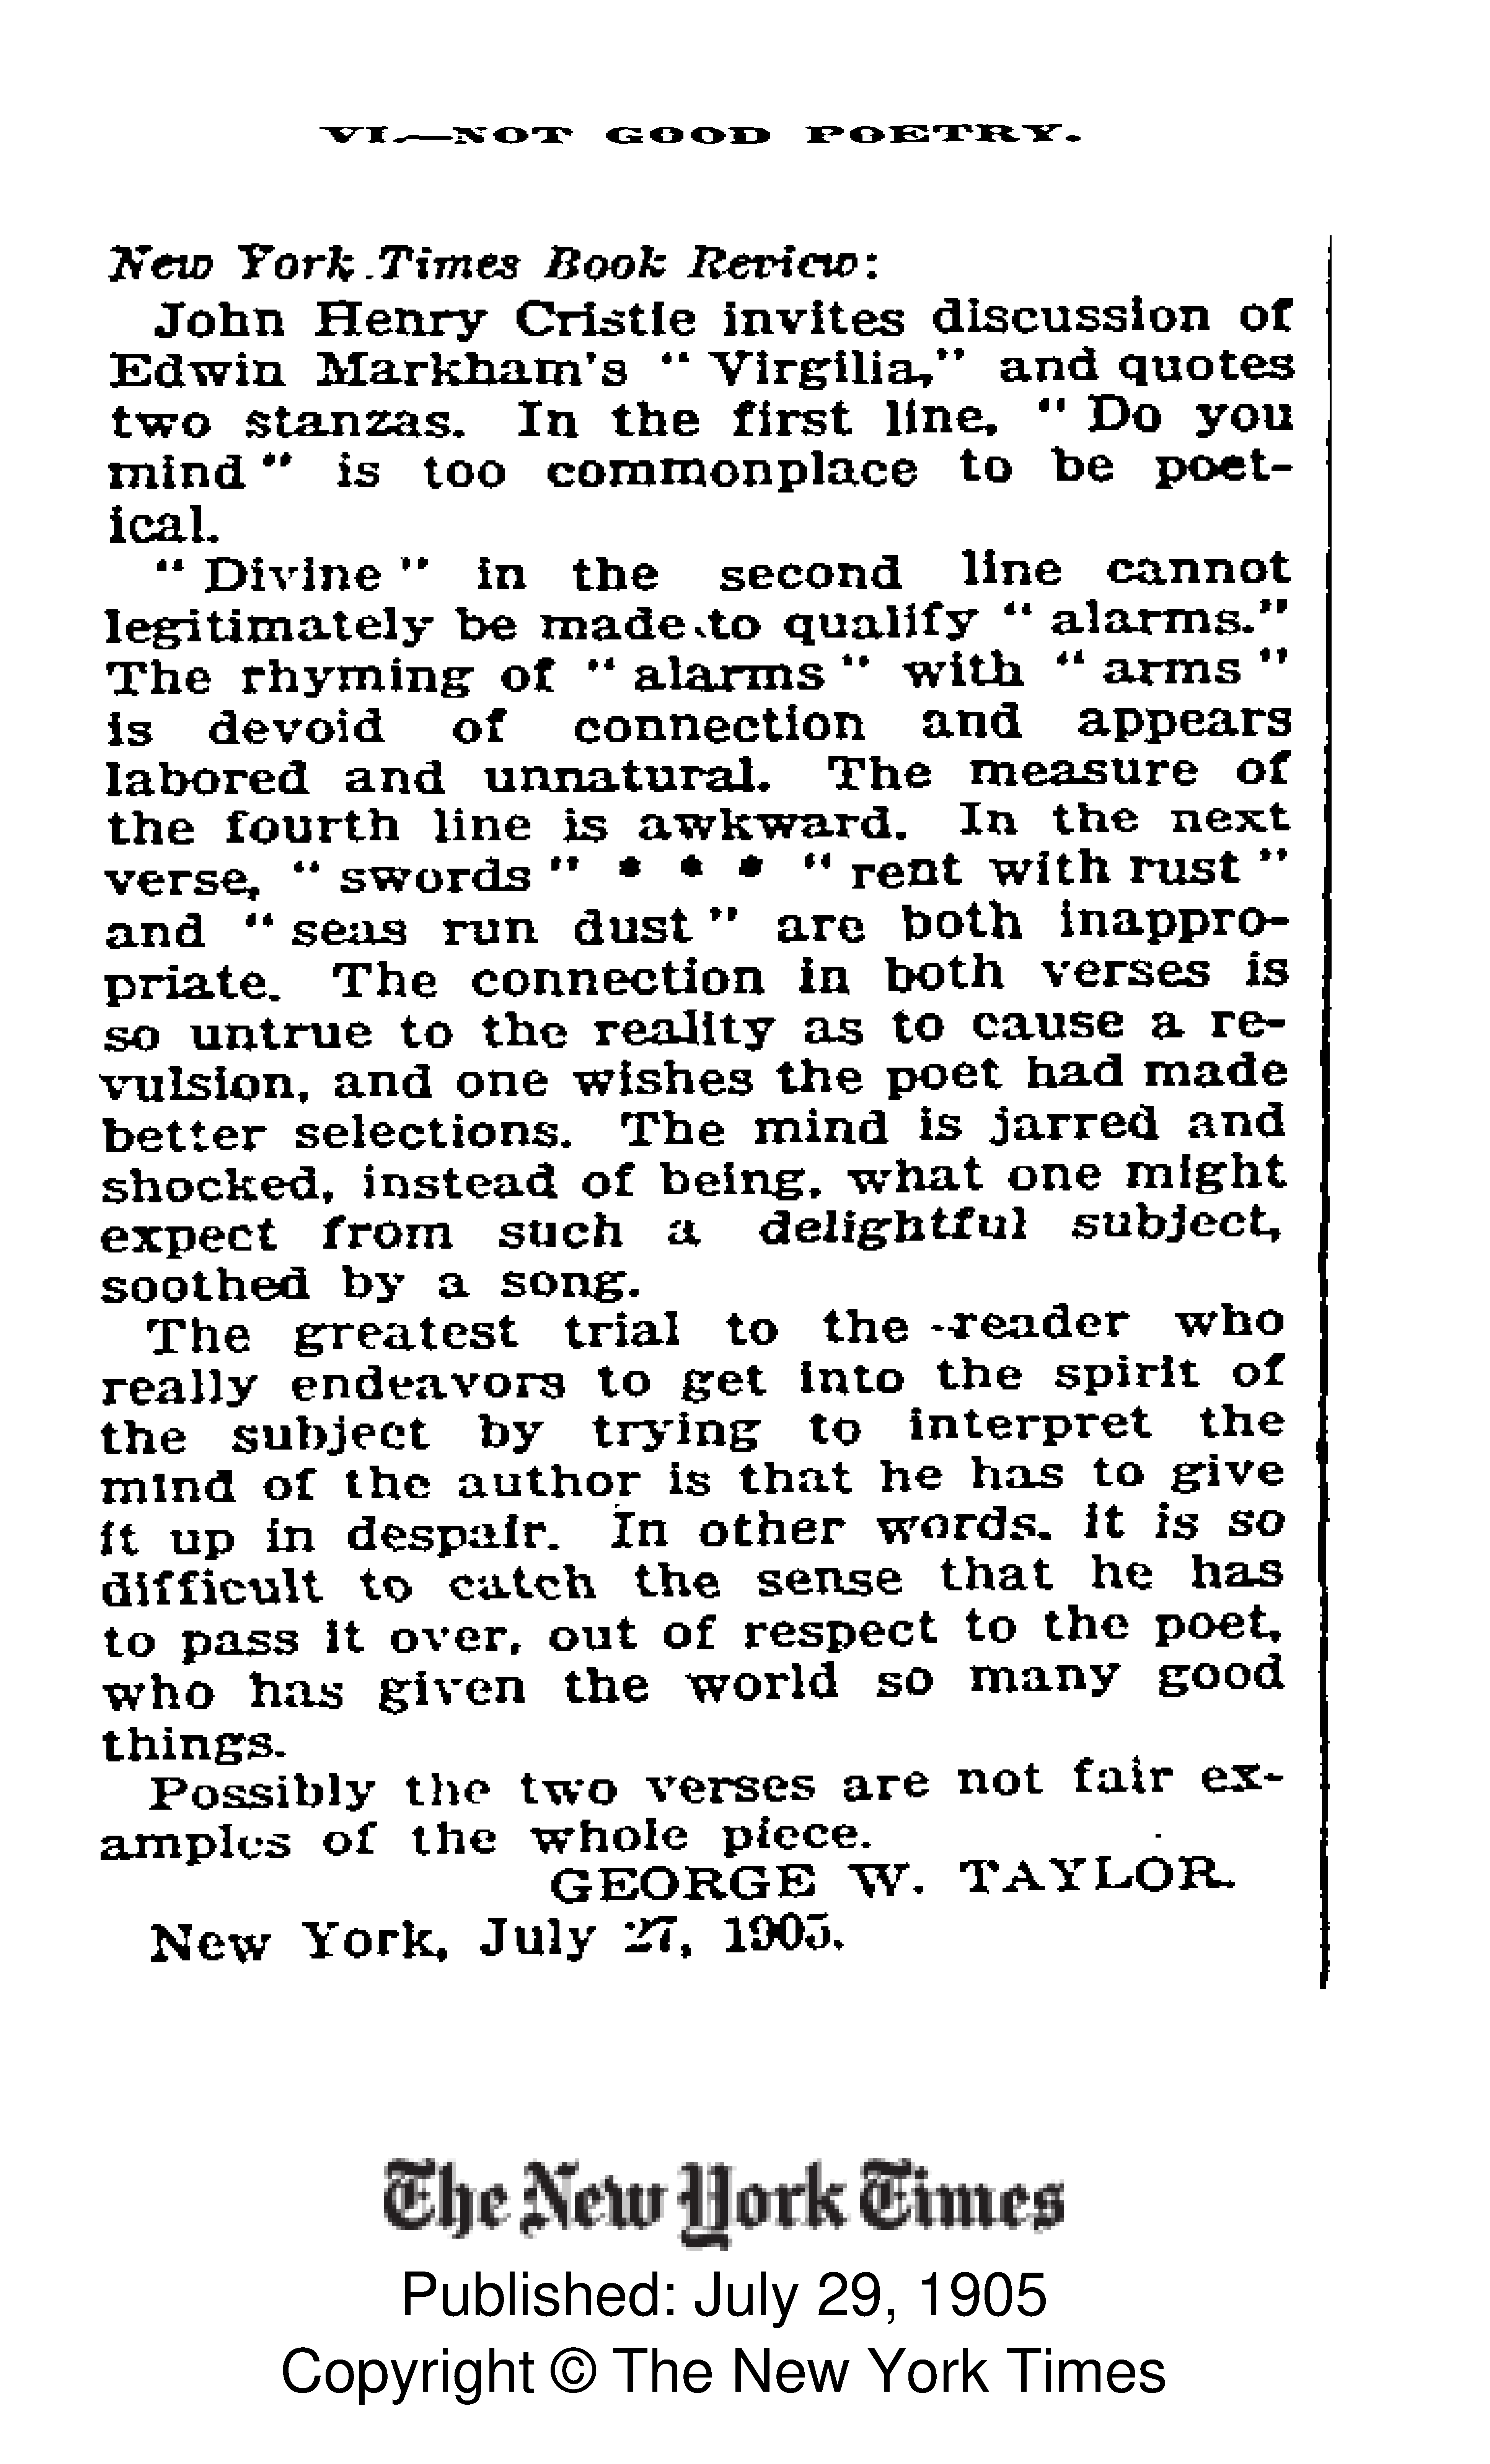 VI.—NOT GOOD POETRY.
New York Times Book Review:
John Henry Cristie invites discussion of
Edwin Markham's "Virgilia," and quotes
two stanzas. In the first line, "Do you
mind" is too commonplace to be poet-
ical.
"Divine" in the second line cannot
legitimately be made to qualify "alarms."
The rhyming of "alarms" with "arms"
is devoid of connection and appears
labored and unnatural. The measure of
the fourth line is awkward. In the next
verse, "swords" * * * "rent with rust"
and "seas run dust" are both inappro-
priate. The connection in both verses is
so untrue to the reality as to cause a re-
vulsion, and one wishes the poet had made
better selections. The mind is jarred and
shocked, instead of being, what one might
expect from such a delightful subject,
soothed by a song.
The greatest trial to the reader who
really endeavors to get into the spirit of
the subject by trying to interpret the
mind of the author is that he has to give
it up in despair. In other words, it is so
difficult to catch the sense that he has
to pass it over, out of respect to the poet,
who has given the world so many good
things.
Possibly the two verses are not fair ex-
amples of the whole piece.
GEORGE W. TAYLOR.
New York, July 27, 1905.
The New York Times
Published: July 29, 1905
Copyright © The New York Times